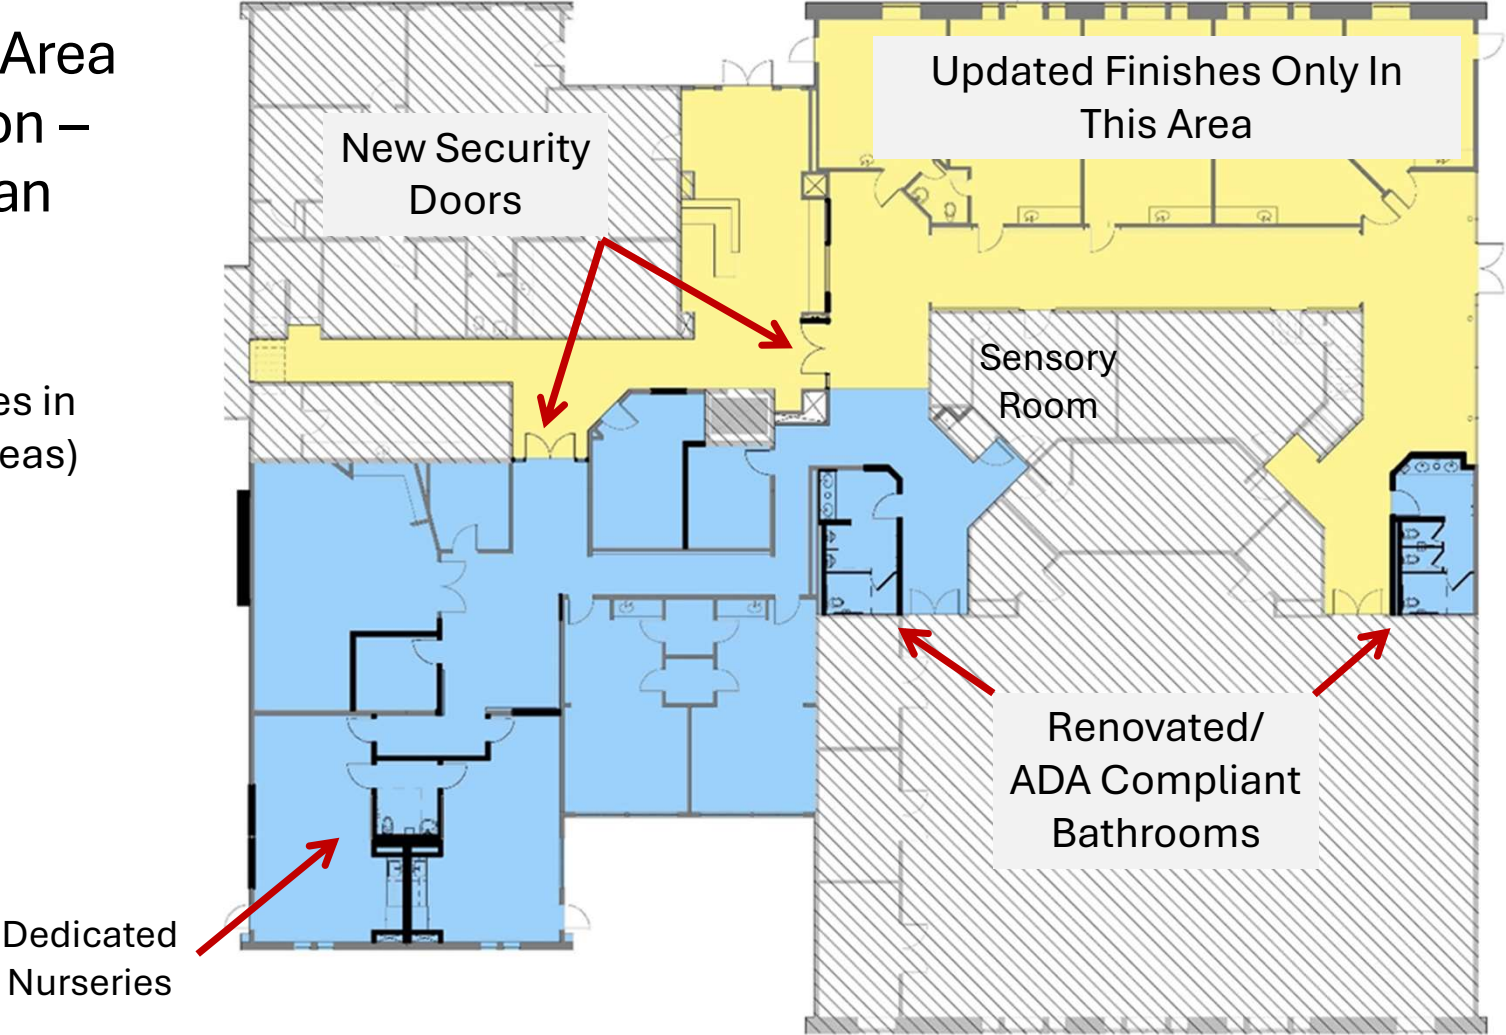 Area
on –
an
es in
eas)
New Security
Doors
Updated Finishes Only In
This Area
Sensory
Room
Renovated/
ADA Compliant
Bathrooms
Dedicated
Nurseries